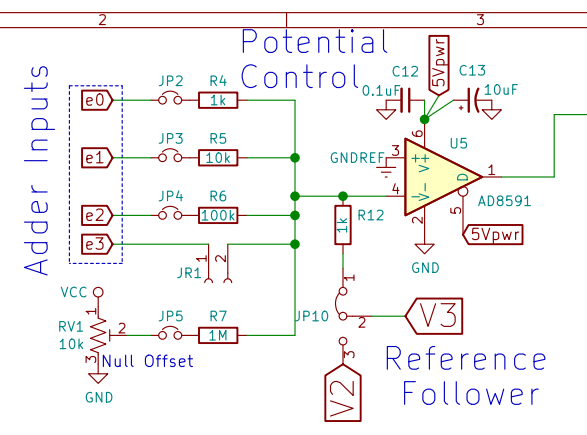 2 3
Potential
Control
Adder Inputs
e0 JP2 R4 1k
e1 JP3 R5 10k
e2 JP4 R6 100k
e3 JR1 1 2
VCC
RV1 10k 1 2 3 JP5 R7 1M
Null Offset
GND
C12 0.1uF 5Vpwr C13 10uF
6 U5
GNDREF 3 + V+ 1
4 - V- D AD8591
2 5 5Vpwr
GND
1k R12
JP10 1 2 3 V3
V2
Reference
Follower